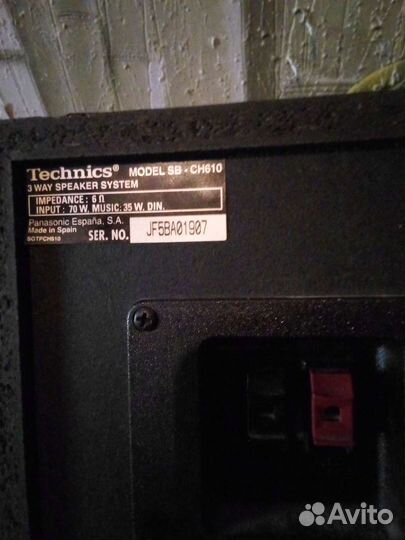 Technics® MODEL SB - CH610
3 WAY SPEAKER SYSTEM
IMPEDANCE: 6 Ω
INPUT: 70 W. MUSIC: 35 W, DIN.
Panasonic España, S.A.
Made in Spain
SGTPCH610
SER. NO. JF5BA01907
Avito